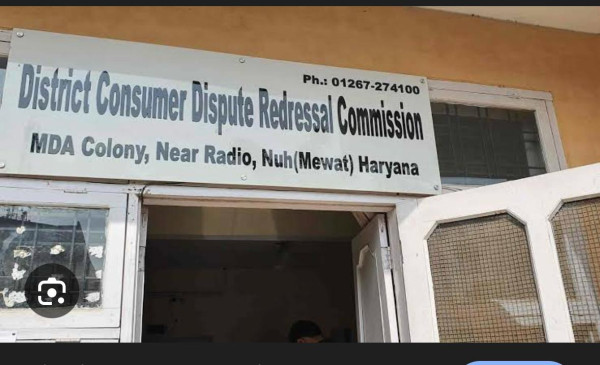 Ph.: 01267-274100
District Consumer Dispute Redressal Commission
MDA Colony, Near Radio, Nuh(Mewat) Haryana